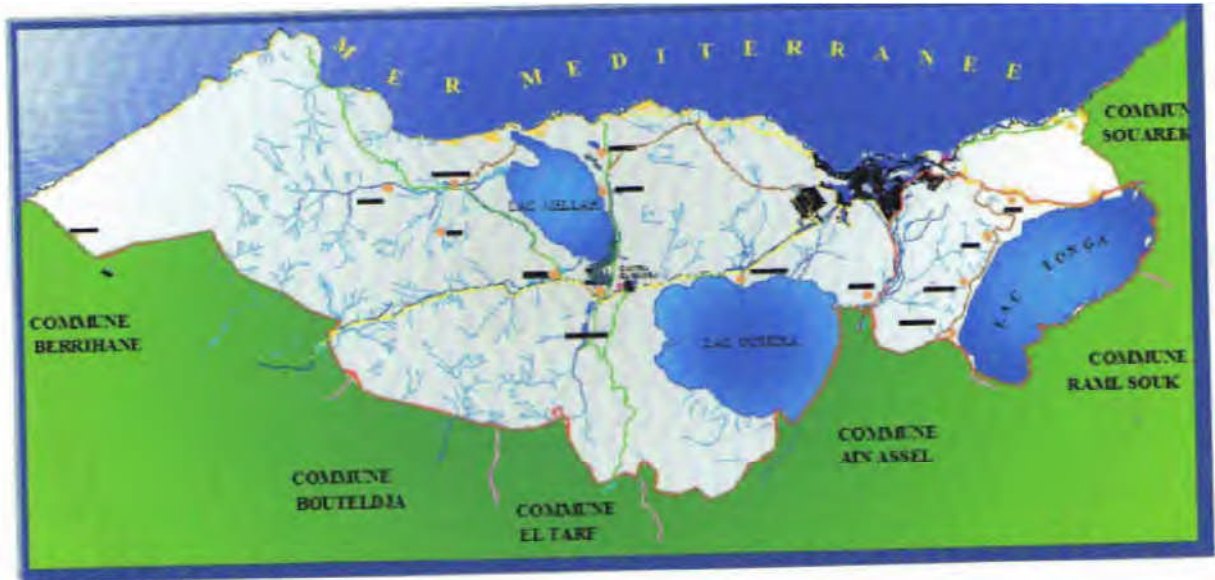 MER MEDITERRANEE
COMMUN
SOUAREK
LAC MELLAH
LAC TONGA
COMMUNE
BERRIHANE
LAC OUBEIRA
COMMUNE
RAML SOUK
COMMUNE
AIN ASSEL
COMMUNE
BOUTELDJA
COMMUNE
EL TARF